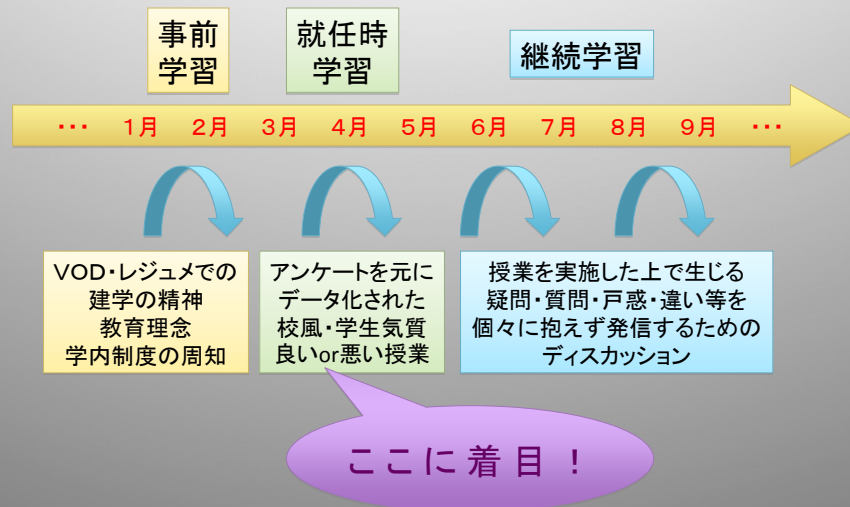 事前
学習
就任時
学習
継続学習
… 1月 2月 3月 4月 5月 6月 7月 8月 9月 …
VOD・レジュメでの
建学の精神
教育理念
学内制度の周知
アンケートを元に
データ化された
校風・学生気質
良いor悪い授業
授業を実施した上で生じる
疑問・質問・戸惑・違い等を
個々に抱えず発信するための
ディスカッション
ここに着目！